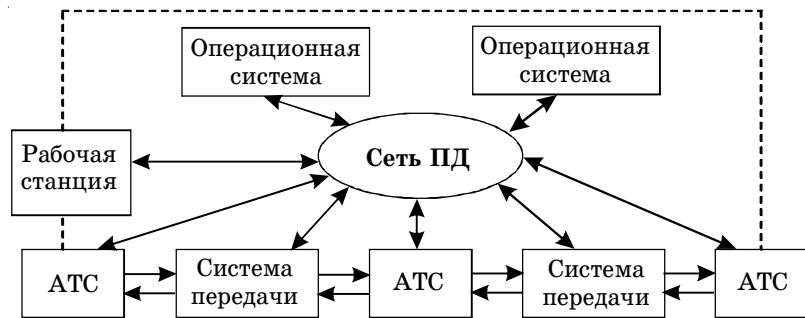 Операционная
система
Операционная
система
Рабочая
станция
Сеть ПД
АТС
Система
передачи
АТС
Система
передачи
АТС